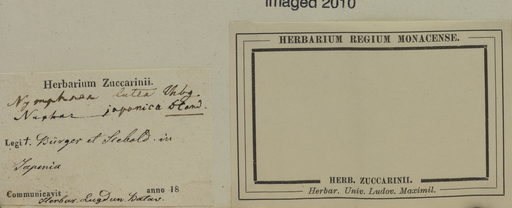 Imaged 2010
Herbarium Zuccarinii.
Nymphaea lutea Thbg.
Nuphar japonica DCand.
Legit. Bürger et Siebold. in
Japonia
Communicavit anno 18
Herbar. Lugdun Batav.
HERBARIUM REGIUM MONACENSE.
HERB. ZUCCARINII.
Herbar. Univ. Ludov. Maximil.